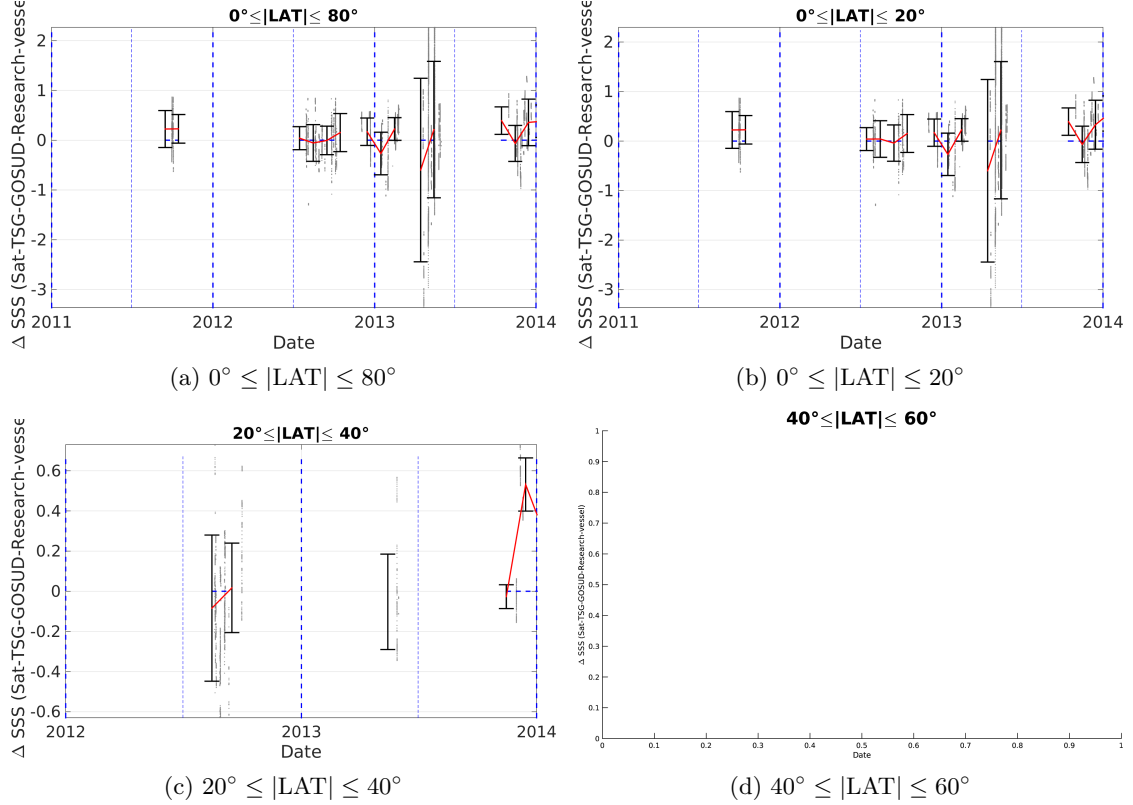 0°≤|LAT|≤ 80°
Δ SSS (Sat-TSG-GOSUD-Research-vessel)
2
1
0
-1
-2
-3
2011 2012 2013 2014
Date
(a) 0° ≤ |LAT| ≤ 80°
0°≤|LAT|≤ 20°
Δ SSS (Sat-TSG-GOSUD-Research-vessel)
2
1
0
-1
-2
-3
2011 2012 2013 2014
Date
(b) 0° ≤ |LAT| ≤ 20°
20°≤|LAT|≤ 40°
Δ SSS (Sat-TSG-GOSUD-Research-vesse
0.6
0.4
0.2
0
-0.2
-0.4
-0.6
2012 2013 2014
Date
(c) 20° ≤ |LAT| ≤ 40°
40°≤|LAT|≤ 60°
Δ SSS (Sat-TSG-GOSUD-Research-vessel)
1
0.9
0.8
0.7
0.6
0.5
0.4
0.3
0.2
0.1
0
0 0.1 0.2 0.3 0.4 0.5 0.6 0.7 0.8 0.9 1
Date
(d) 40° ≤ |LAT| ≤ 60°